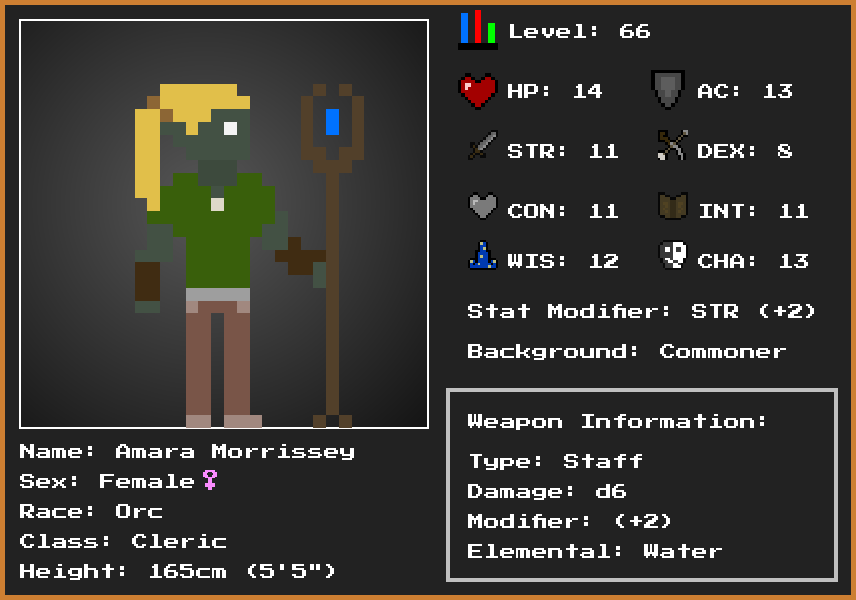 Level: 66
HP: 14
AC: 13
STR: 11
DEX: 8
CON: 11
INT: 11
WIS: 12
CHA: 13
Stat Modifier: STR (+2)
Background: Commoner
Weapon Information:
Type: Staff
Damage: d6
Modifier: (+2)
Elemental: Water
Name: Amara Morrissey
Sex: Female♀
Race: Orc
Class: Cleric
Height: 165cm (5'5")